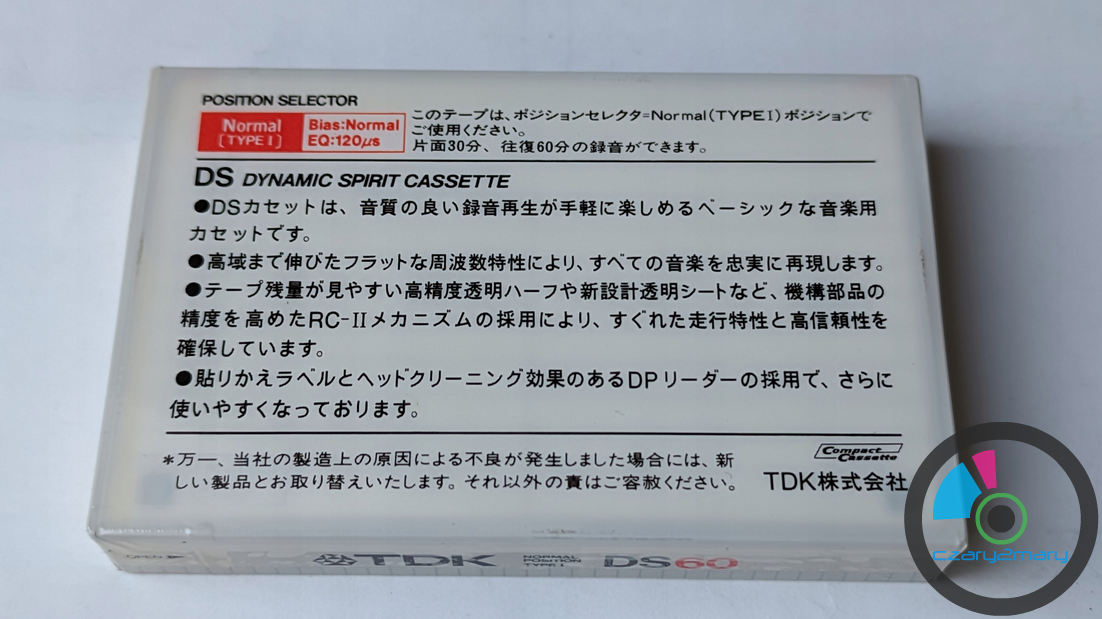 POSITION SELECTOR
Normal
[TYPE I]
Bias:Normal
EQ:120μs
このテープは、ポジションセレクタ=Normal(TYPE I)ポジションで
ご使用ください。
片面30分、往復60分の録音ができます。
DS DYNAMIC SPIRIT CASSETTE
●DSカセットは、音質の良い録音再生が手軽に楽しめるベーシックな音楽用
カセットです。
●高域まで伸びたフラットな周波数特性により、すべての音楽を忠実に再現します。
●テープ残量が見やすい高精度透明ハーフや新設計透明シートなど、機構部品の
精度を高めたRC-IIメカニズムの採用により、すぐれた走行特性と高信頼性を
確保しています。
●貼りかえラベルとヘッドクリーニング効果のあるDPリーダーの採用で、さらに
使いやすくなっております。
*万一、当社の製造上の原因による不良が発生しました場合には、新
しい製品とお取り替えいたします。それ以外の責はご容赦ください。
Compact
Cassette
TDK株式会社
OPEN
TDK
NORMAL
POSITION
TYPE I
DS60
czary2mary